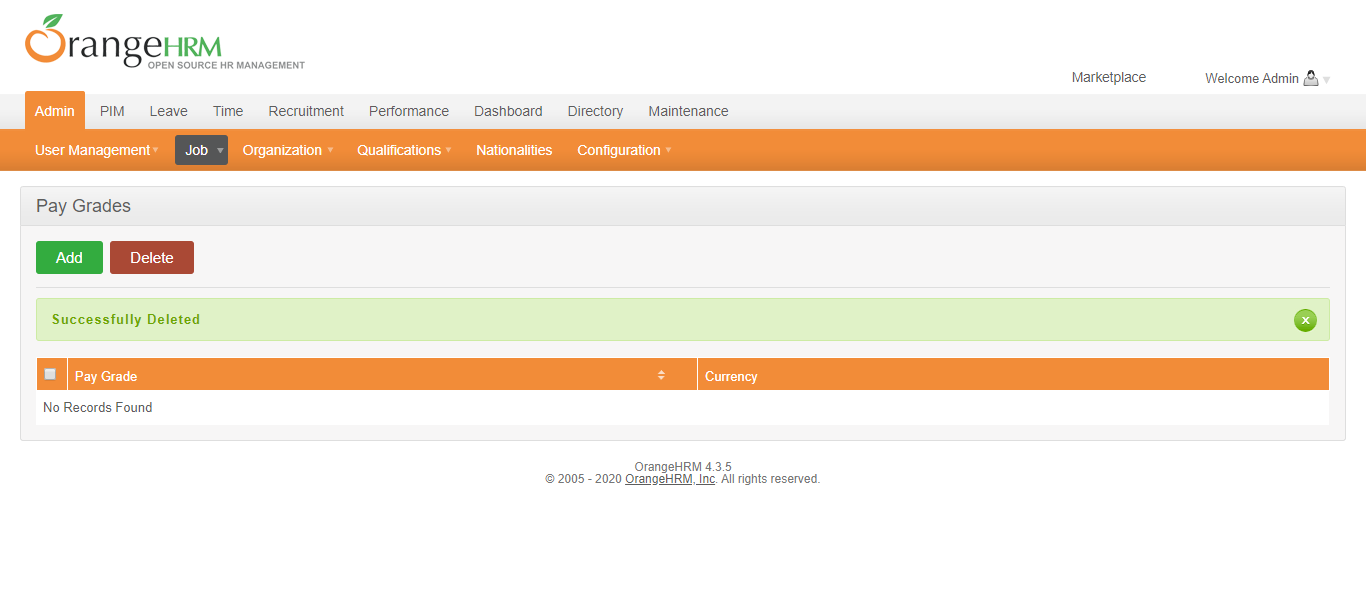 OrangeHRM
OPEN SOURCE HR MANAGEMENT
Marketplace Welcome Admin
Admin PIM Leave Time Recruitment Performance Dashboard Directory Maintenance
User Management Job Organization Qualifications Nationalities Configuration
Pay Grades
Add Delete
Successfully Deleted x
Pay Grade Currency
No Records Found
OrangeHRM 4.3.5
© 2005 - 2020 OrangeHRM, Inc. All rights reserved.